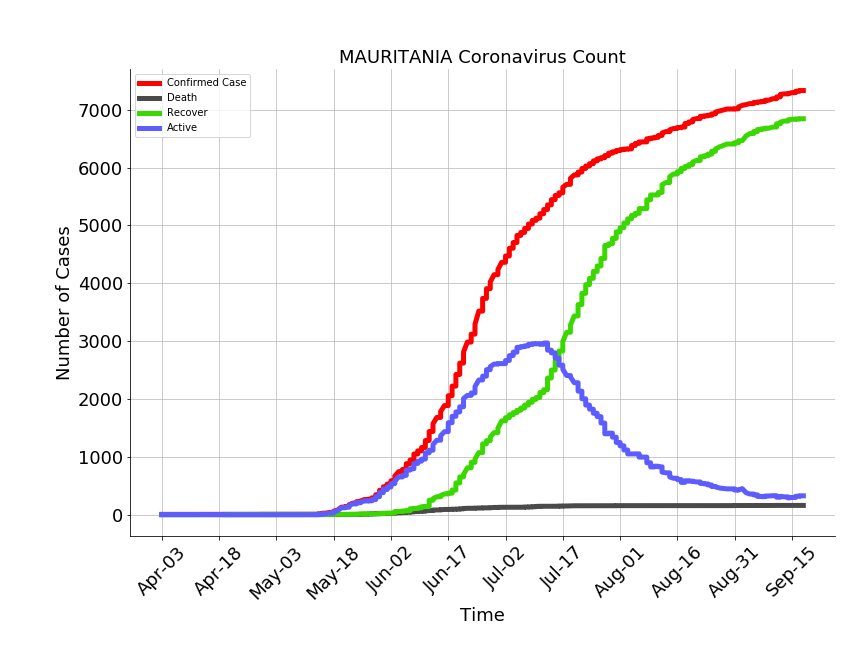 MAURITANIA Coronavirus Count
Confirmed Case
Death
Recover
Active
Number of Cases
7000
6000
5000
4000
3000
2000
1000
0
Apr-03
Apr-18
May-03
May-18
Jun-02
Jun-17
Jul-02
Jul-17
Aug-01
Aug-16
Aug-31
Sep-15
Time